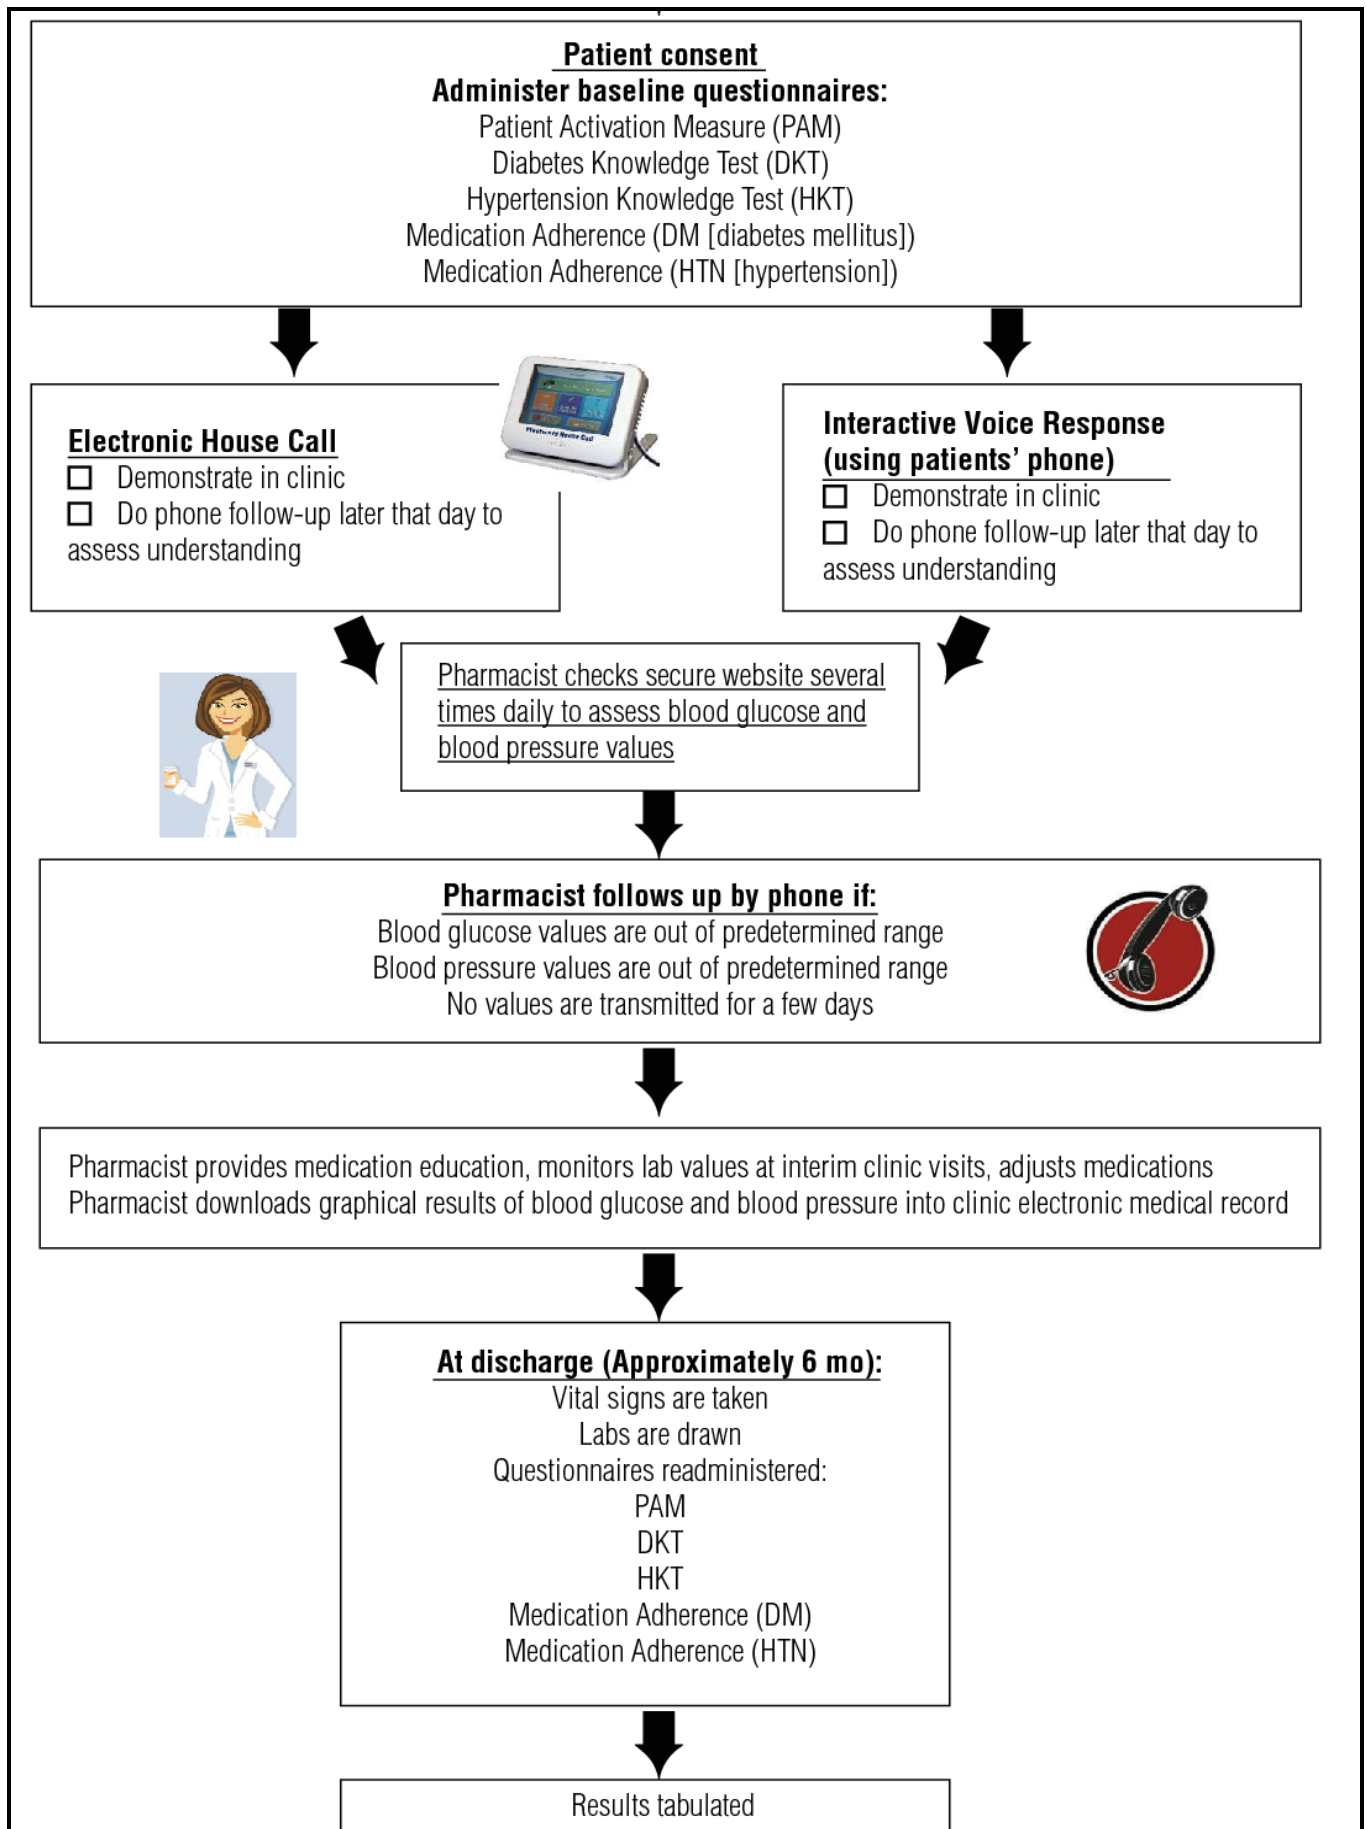 Patient consent
Administer baseline questionnaires:
Patient Activation Measure (PAM)
Diabetes Knowledge Test (DKT)
Hypertension Knowledge Test (HKT)
Medication Adherence (DM [diabetes mellitus])
Medication Adherence (HTN [hypertension])
Electronic House Call
☐ Demonstrate in clinic
☐ Do phone follow-up later that day to
assess understanding
Electronic House Call
Interactive Voice Response
(using patients’ phone)
☐ Demonstrate in clinic
☐ Do phone follow-up later that day to
assess understanding
Pharmacist checks secure website several
times daily to assess blood glucose and
blood pressure values
Pharmacist follows up by phone if:
Blood glucose values are out of predetermined range
Blood pressure values are out of predetermined range
No values are transmitted for a few days
Pharmacist provides medication education, monitors lab values at interim clinic visits, adjusts medications
Pharmacist downloads graphical results of blood glucose and blood pressure into clinic electronic medical record
At discharge (Approximately 6 mo):
Vital signs are taken
Labs are drawn
Questionnaires readministered:
PAM
DKT
HKT
Medication Adherence (DM)
Medication Adherence (HTN)
Results tabulated